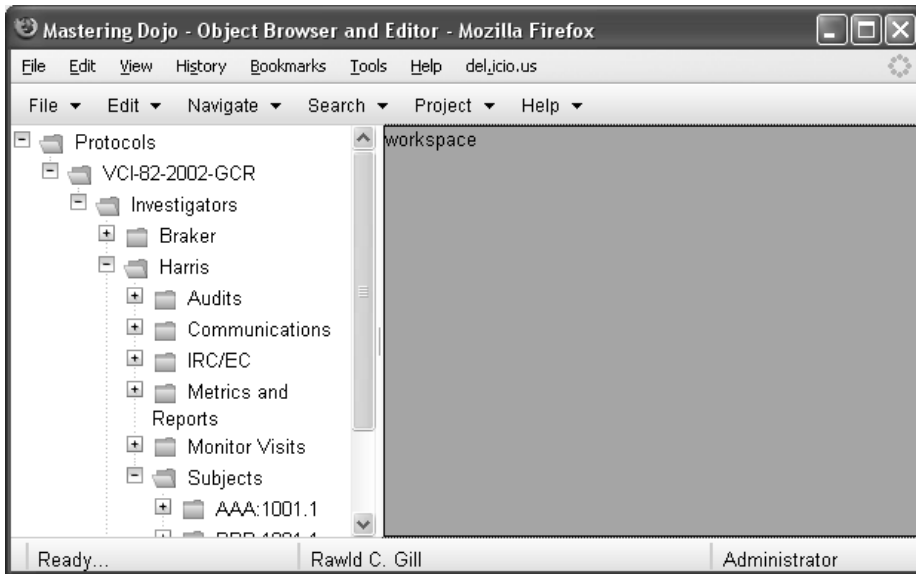 Mastering Dojo - Object Browser and Editor - Mozilla Firefox
File Edit View History Bookmarks Tools Help del.icio.us
File Edit Navigate Search Project Help
Protocols
VCI-82-2002-GCR
Investigators
Braker
Harris
Audits
Communications
IRC/EC
Metrics and
Reports
Monitor Visits
Subjects
AAA:1001.1
workspace
Ready... Rawld C. Gill Administrator